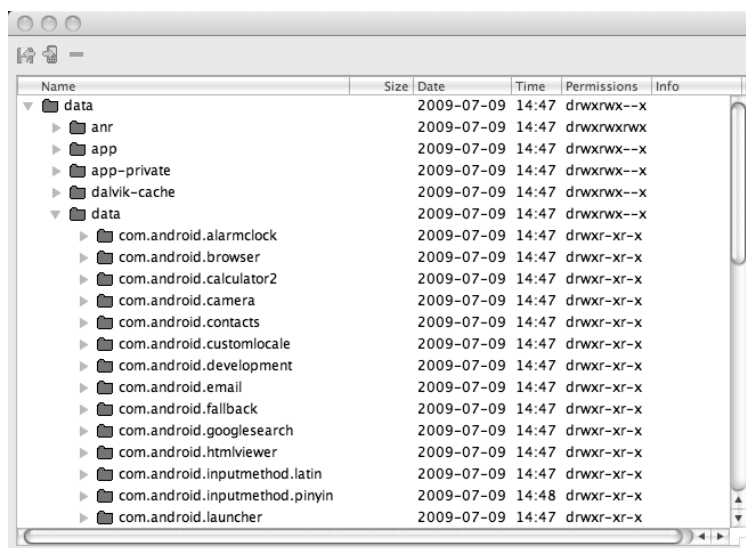 Name Size Date Time Permissions Info
data 2009-07-09 14:47 drwxrwx--x
anr 2009-07-09 14:47 drwxrwxrwx
app 2009-07-09 14:47 drwxrwx--x
app-private 2009-07-09 14:47 drwxrwx--x
dalvik-cache 2009-07-09 14:47 drwxrwx--x
data 2009-07-09 14:47 drwxrwx--x
com.android.alarmclock 2009-07-09 14:47 drwxr-xr-x
com.android.browser 2009-07-09 14:47 drwxr-xr-x
com.android.calculator2 2009-07-09 14:47 drwxr-xr-x
com.android.camera 2009-07-09 14:47 drwxr-xr-x
com.android.contacts 2009-07-09 14:47 drwxr-xr-x
com.android.customlocale 2009-07-09 14:47 drwxr-xr-x
com.android.development 2009-07-09 14:47 drwxr-xr-x
com.android.email 2009-07-09 14:47 drwxr-xr-x
com.android.fallback 2009-07-09 14:47 drwxr-xr-x
com.android.googlesearch 2009-07-09 14:47 drwxr-xr-x
com.android.htmlviewer 2009-07-09 14:47 drwxr-xr-x
com.android.inputmethod.latin 2009-07-09 14:47 drwxr-xr-x
com.android.inputmethod.pinyin 2009-07-09 14:48 drwxr-xr-x
com.android.launcher 2009-07-09 14:47 drwxr-xr-x